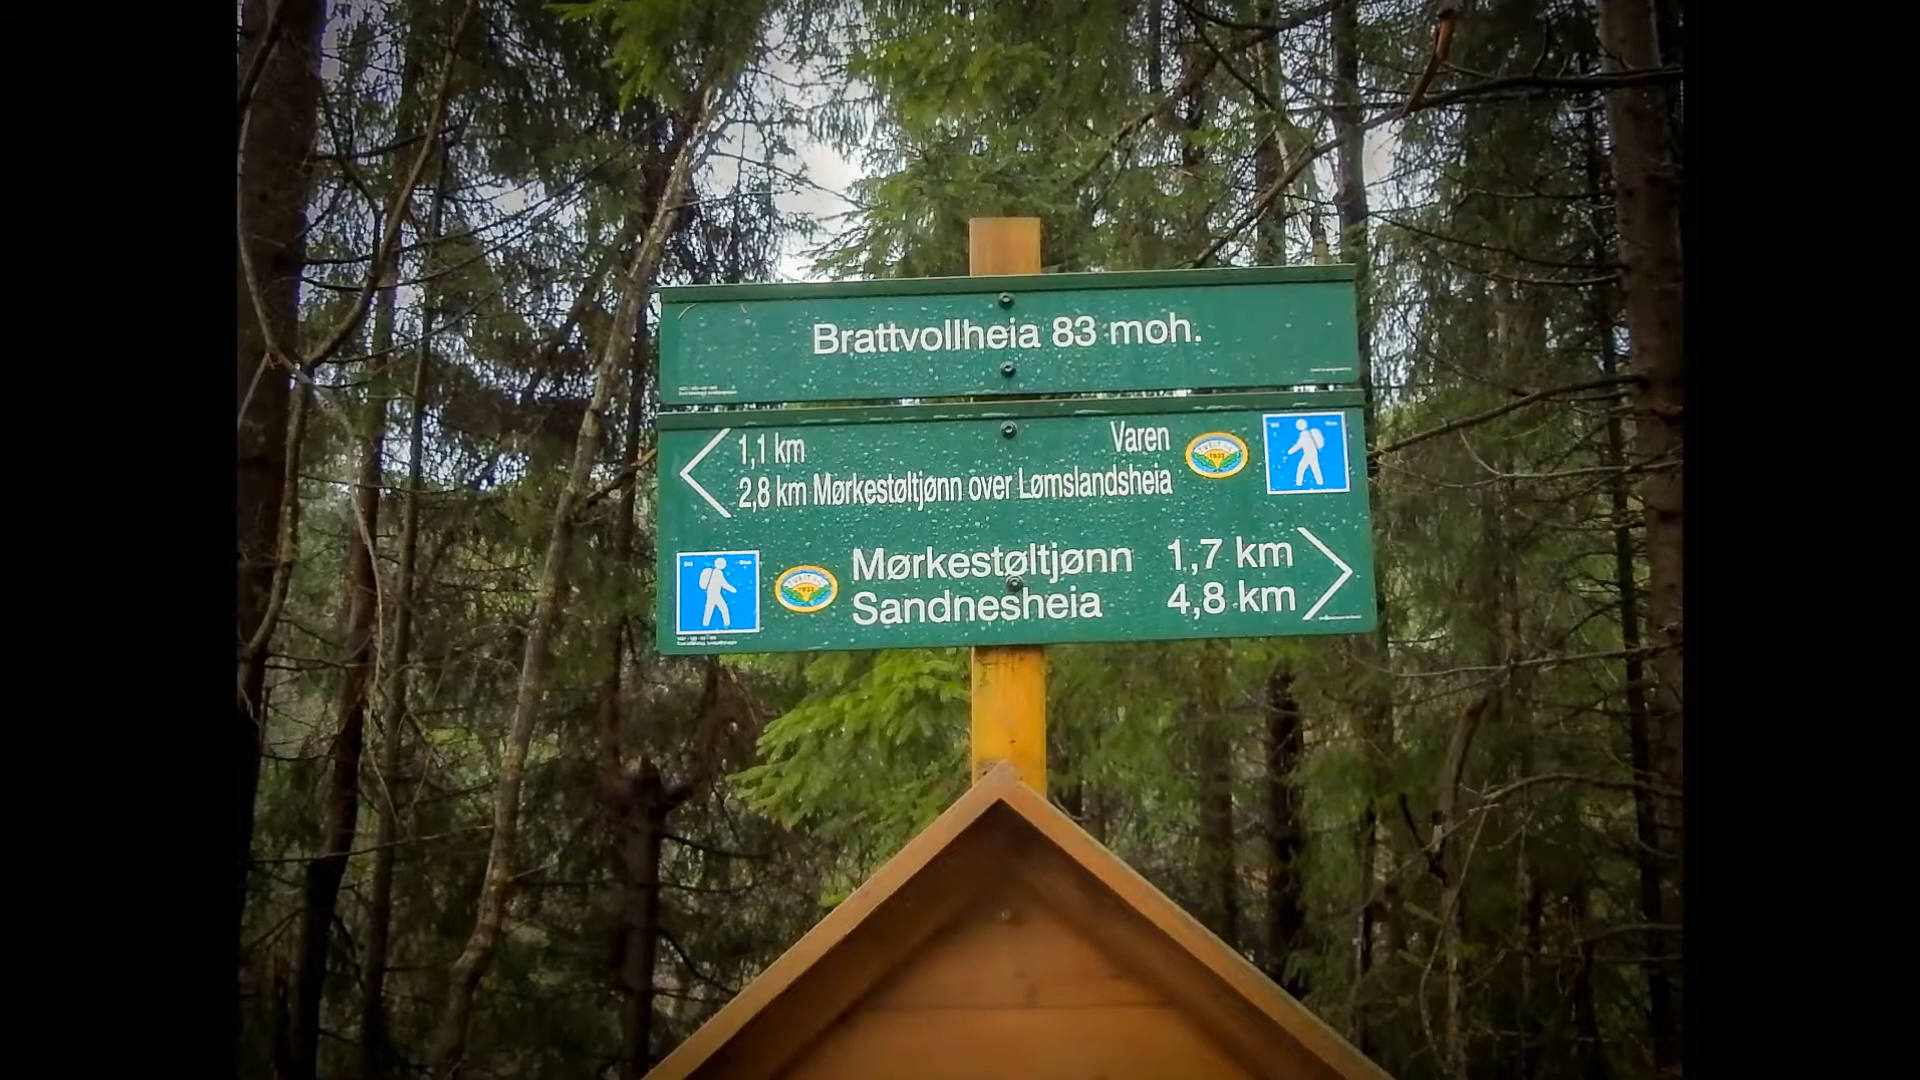 Brattvollheia 83 moh.
1,1 km Varen
2,8 km Mørkestøltjønn over Lømslandsheia
Mørkestøltjønn 1,7 km
Sandnesheia 4,8 km